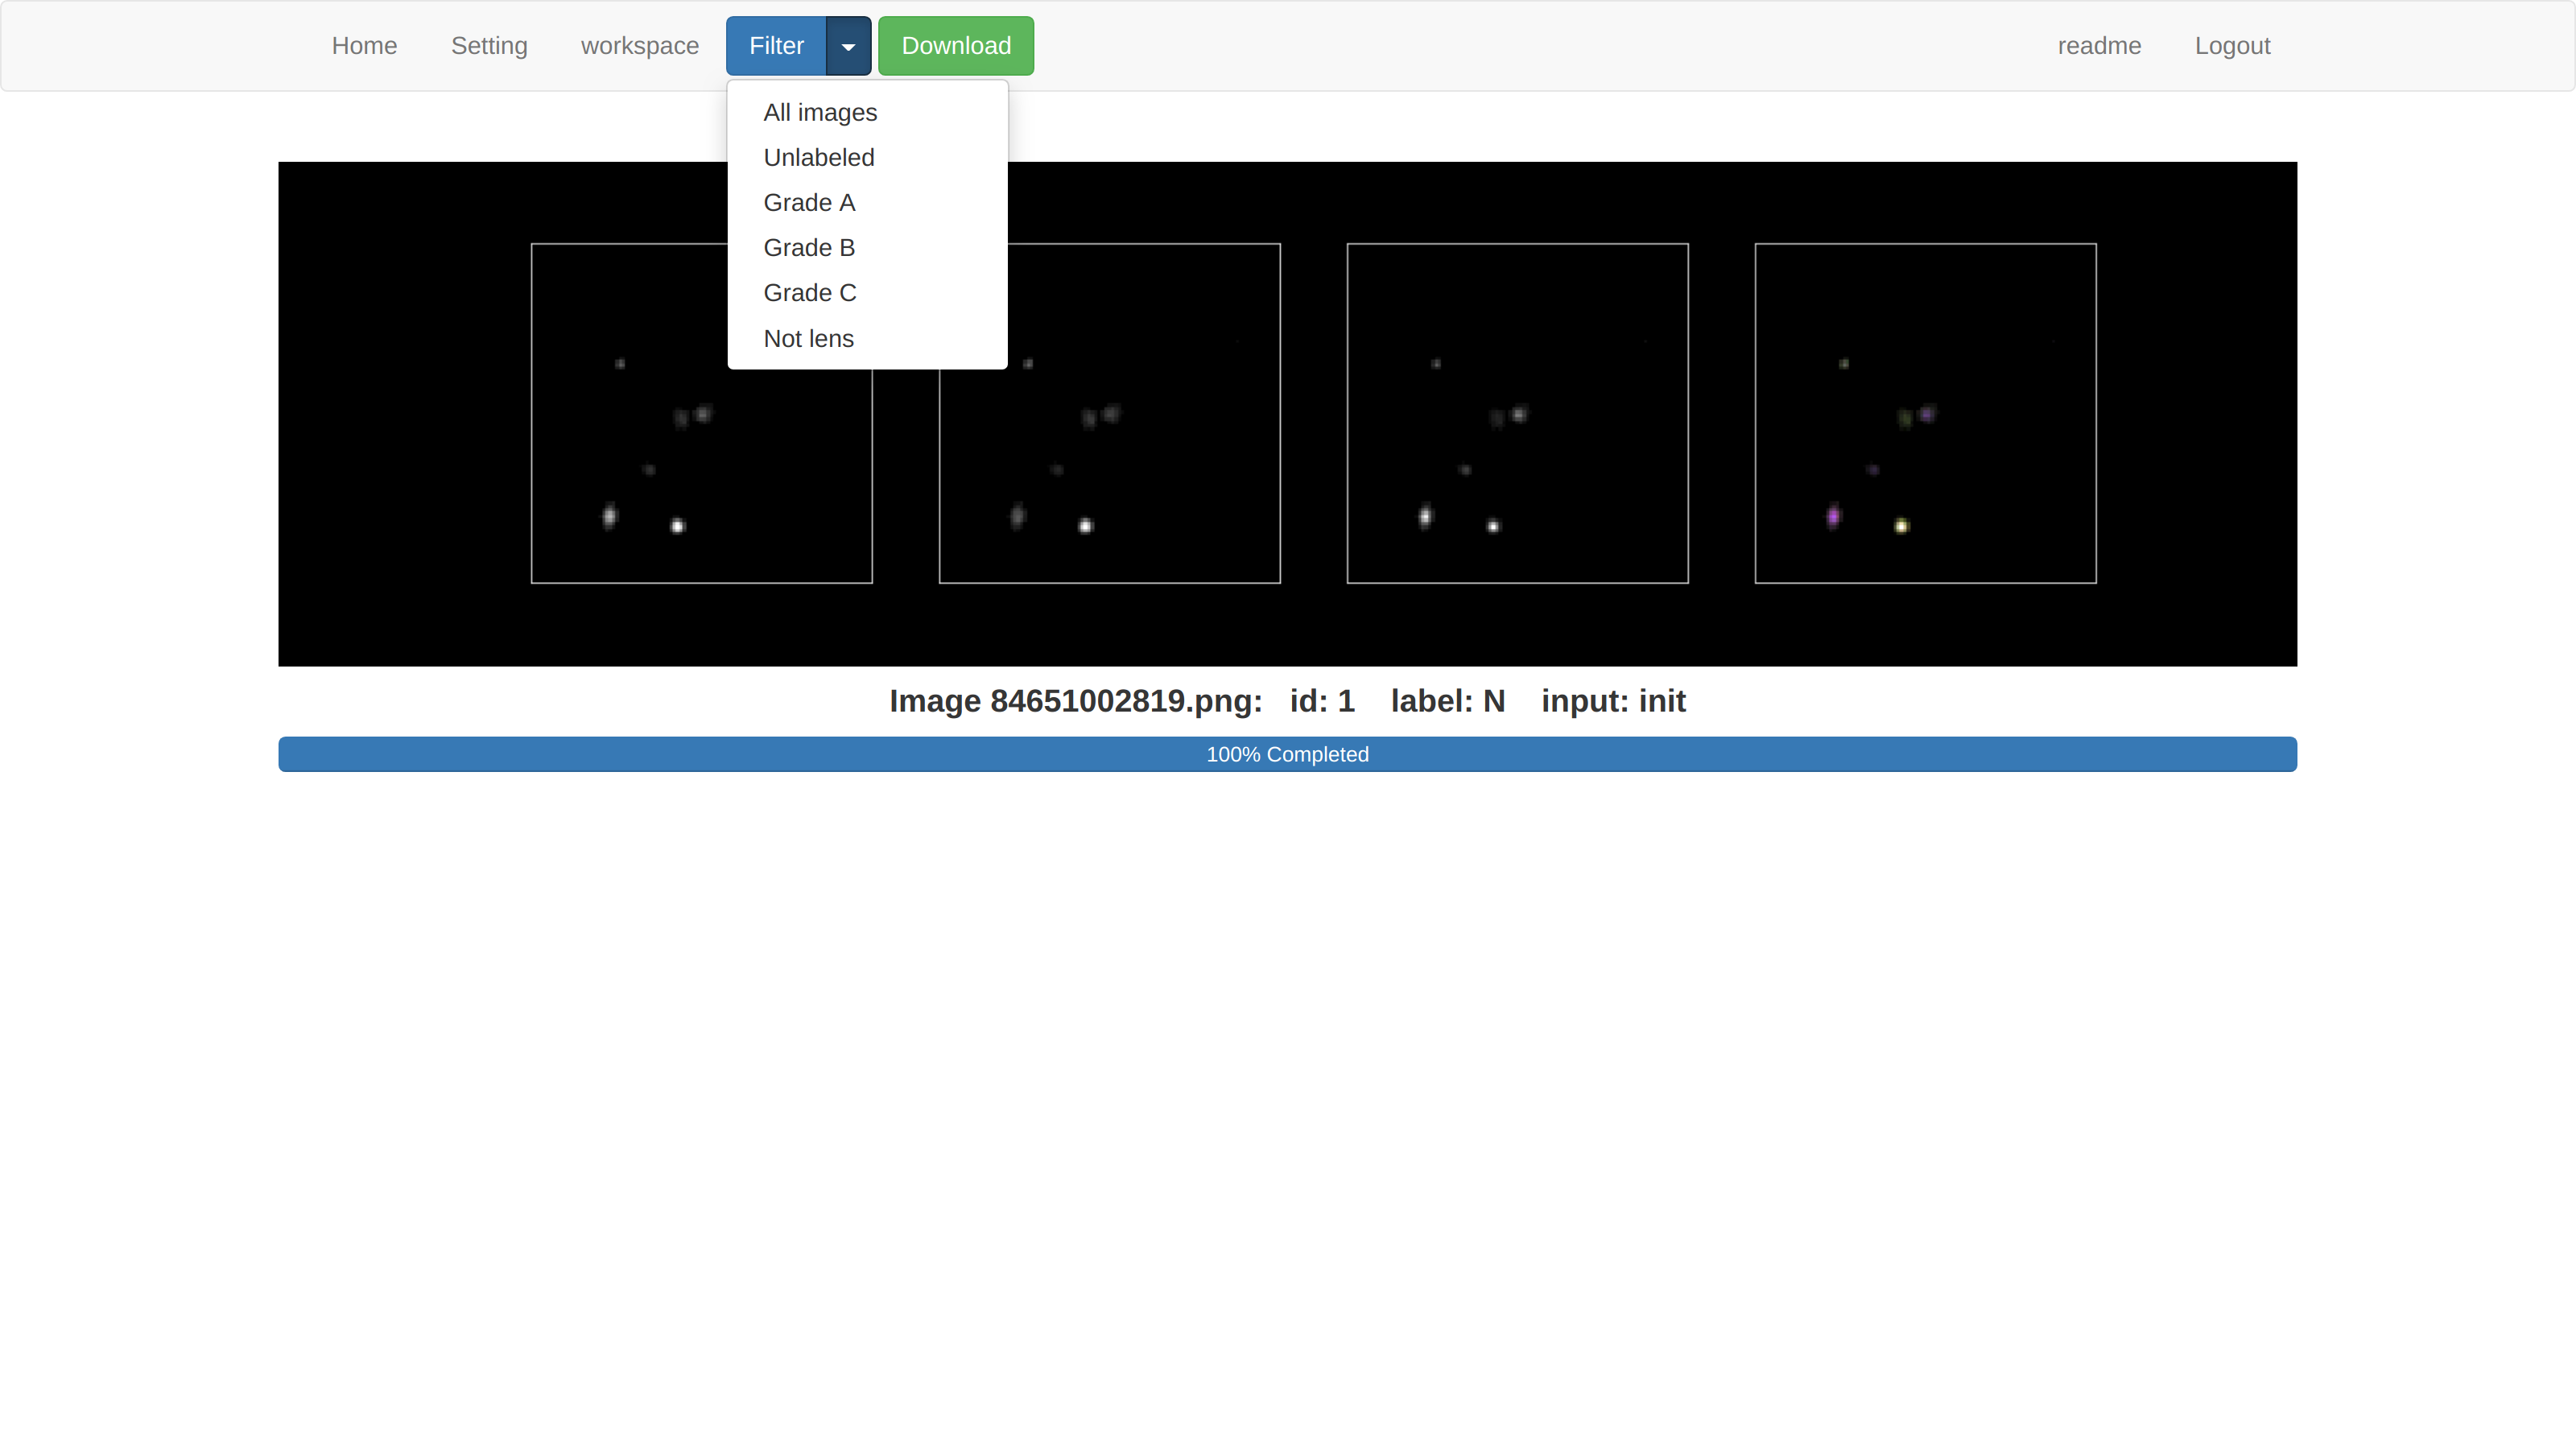 Home Setting workspace Filter Download readme Logout
All images
Unlabeled
Grade A
Grade B
Grade C
Not lens
Image 84651002819.png: id: 1 label: N input: init
100% Completed